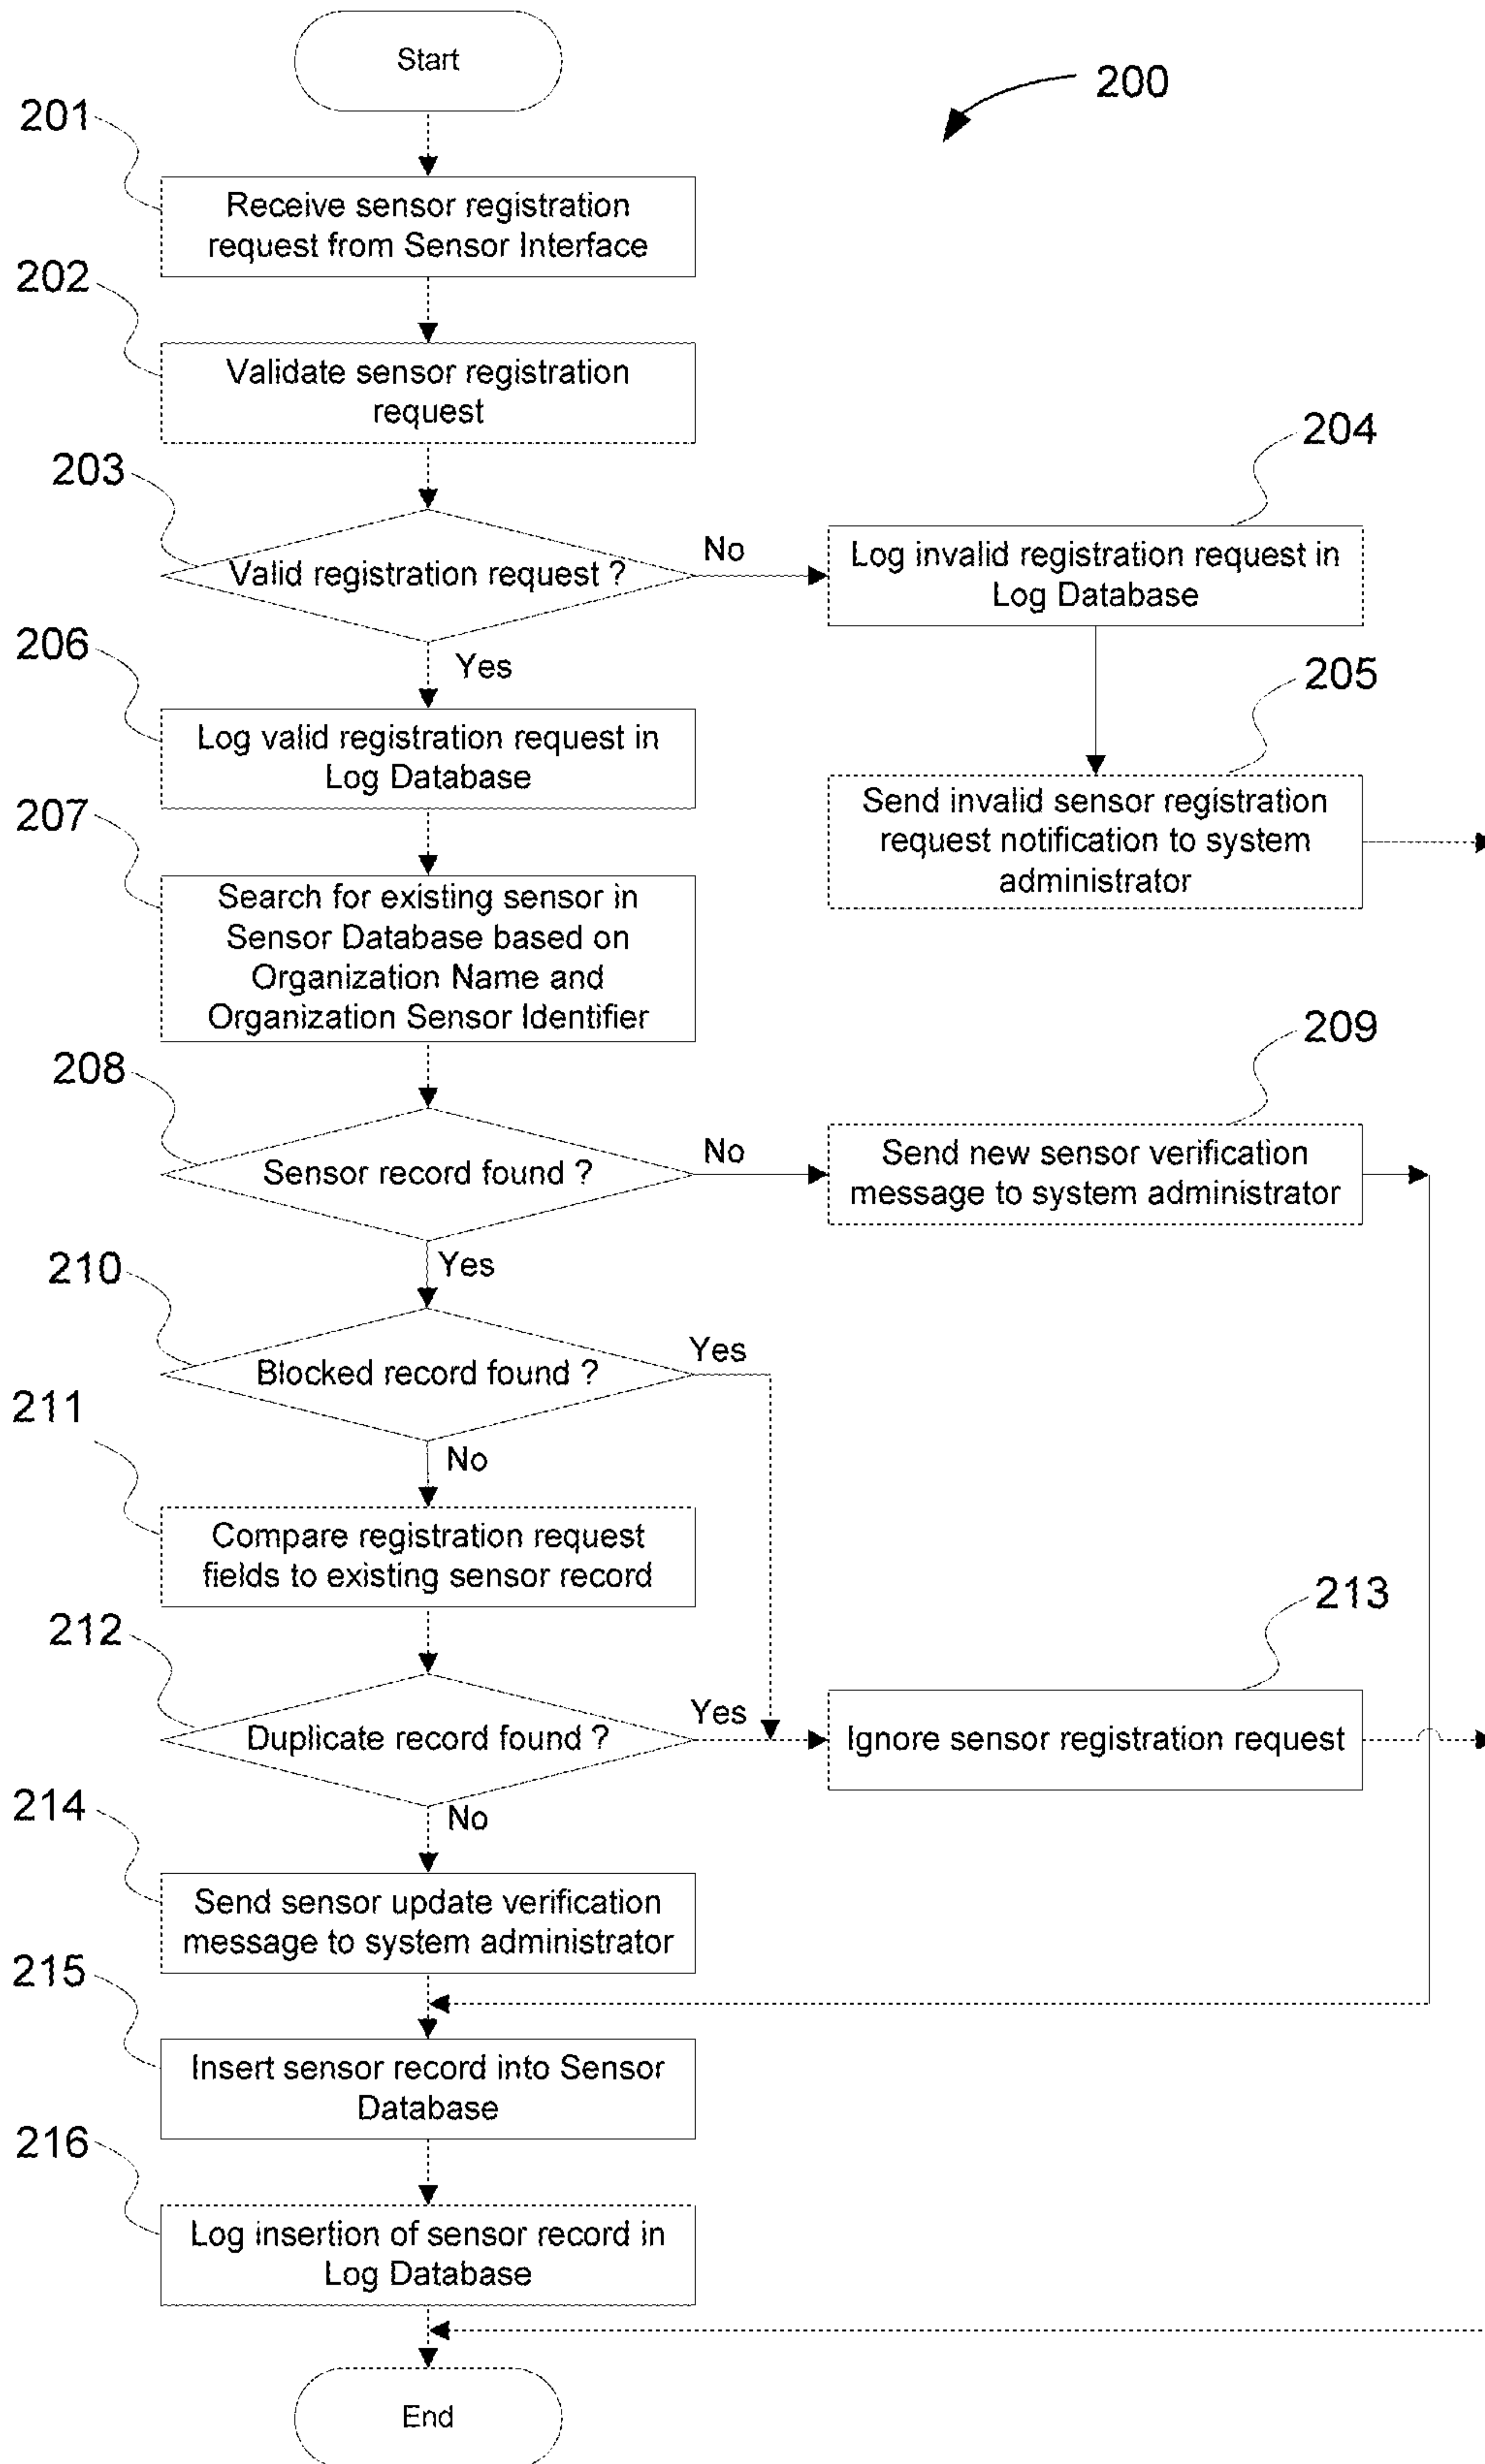 Start
200
201
Receive sensor registration
request from Sensor Interface
202
Validate sensor registration
request
203
Valid registration request ?
No
204
Log invalid registration request in
Log Database
Yes
205
Send invalid sensor registration
request notification to system
administrator
206
Log valid registration request in
Log Database
207
Search for existing sensor in
Sensor Database based on
Organization Name and
Organization Sensor Identifier
208
Sensor record found ?
No
209
Send new sensor verification
message to system administrator
Yes
210
Blocked record found ?
Yes
No
211
Compare registration request
fields to existing sensor record
212
Duplicate record found ?
Yes
213
Ignore sensor registration request
No
214
Send sensor update verification
message to system administrator
215
Insert sensor record into Sensor
Database
216
Log insertion of sensor record in
Log Database
End